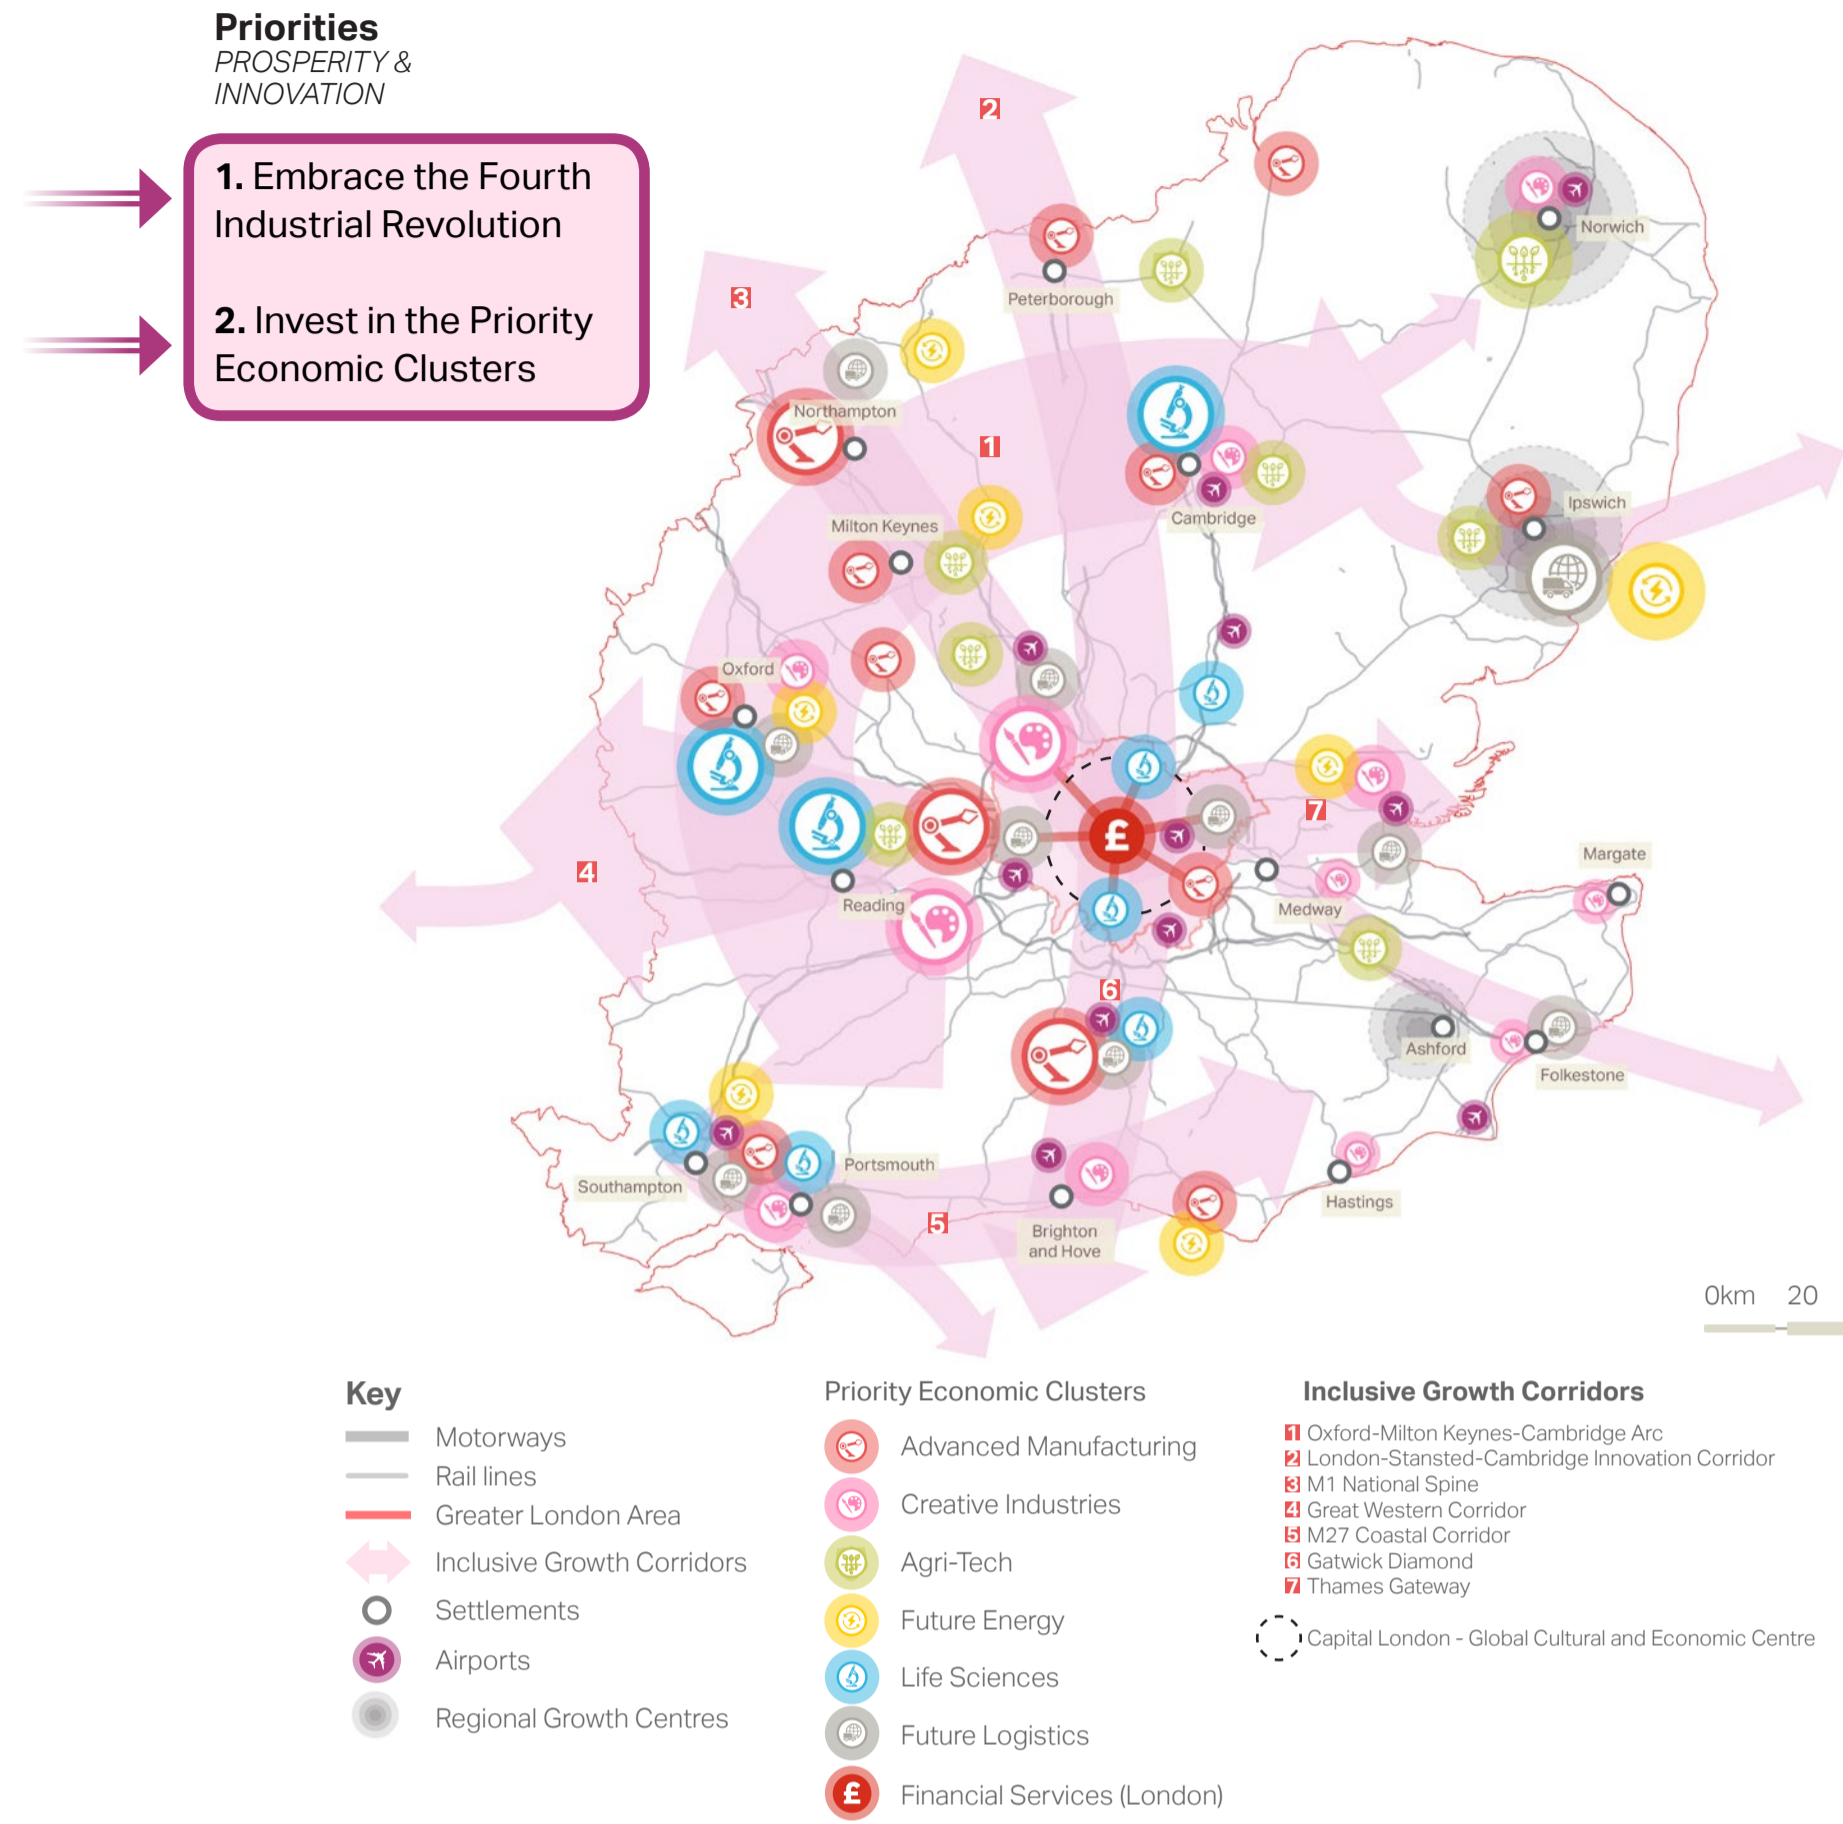 Priorities
PROSPERITY &
INNOVATION
1. Embrace the Fourth
Industrial Revolution
2. Invest in the Priority
Economic Clusters
2
3
1
4
7
6
5
Norwich
Peterborough
Northampton
Milton Keynes
Cambridge
Ipswich
Oxford
£
Reading
Medway
Margate
Ashford
Folkestone
Southampton
Portsmouth
Brighton
and Hove
Hastings
0km 20
Key
Motorways
Rail lines
Greater London Area
Inclusive Growth Corridors
Settlements
Airports
Regional Growth Centres
Priority Economic Clusters
Advanced Manufacturing
Creative Industries
Agri-Tech
Future Energy
Life Sciences
Future Logistics
£ Financial Services (London)
Inclusive Growth Corridors
1 Oxford-Milton Keynes-Cambridge Arc
2 London-Stansted-Cambridge Innovation Corridor
3 M1 National Spine
4 Great Western Corridor
5 M27 Coastal Corridor
6 Gatwick Diamond
7 Thames Gateway
Capital London - Global Cultural and Economic Centre